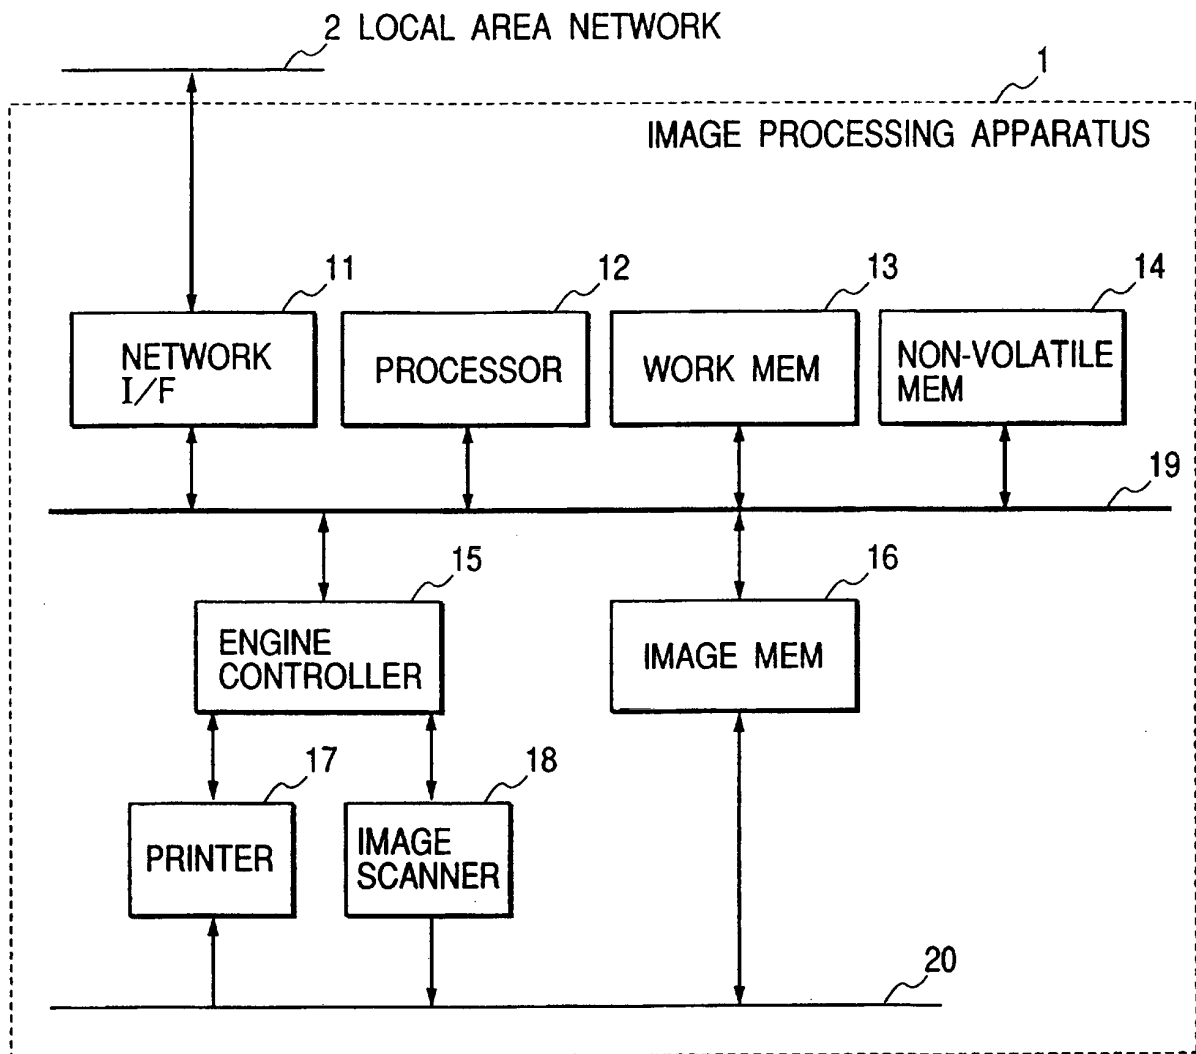 2 LOCAL AREA NETWORK
1
IMAGE PROCESSING APPARATUS
11
12
13
14
NETWORK
I/F
PROCESSOR
WORK MEM
NON-VOLATILE
MEM
19
15
16
ENGINE
CONTROLLER
IMAGE MEM
17
18
PRINTER
IMAGE
SCANNER
20